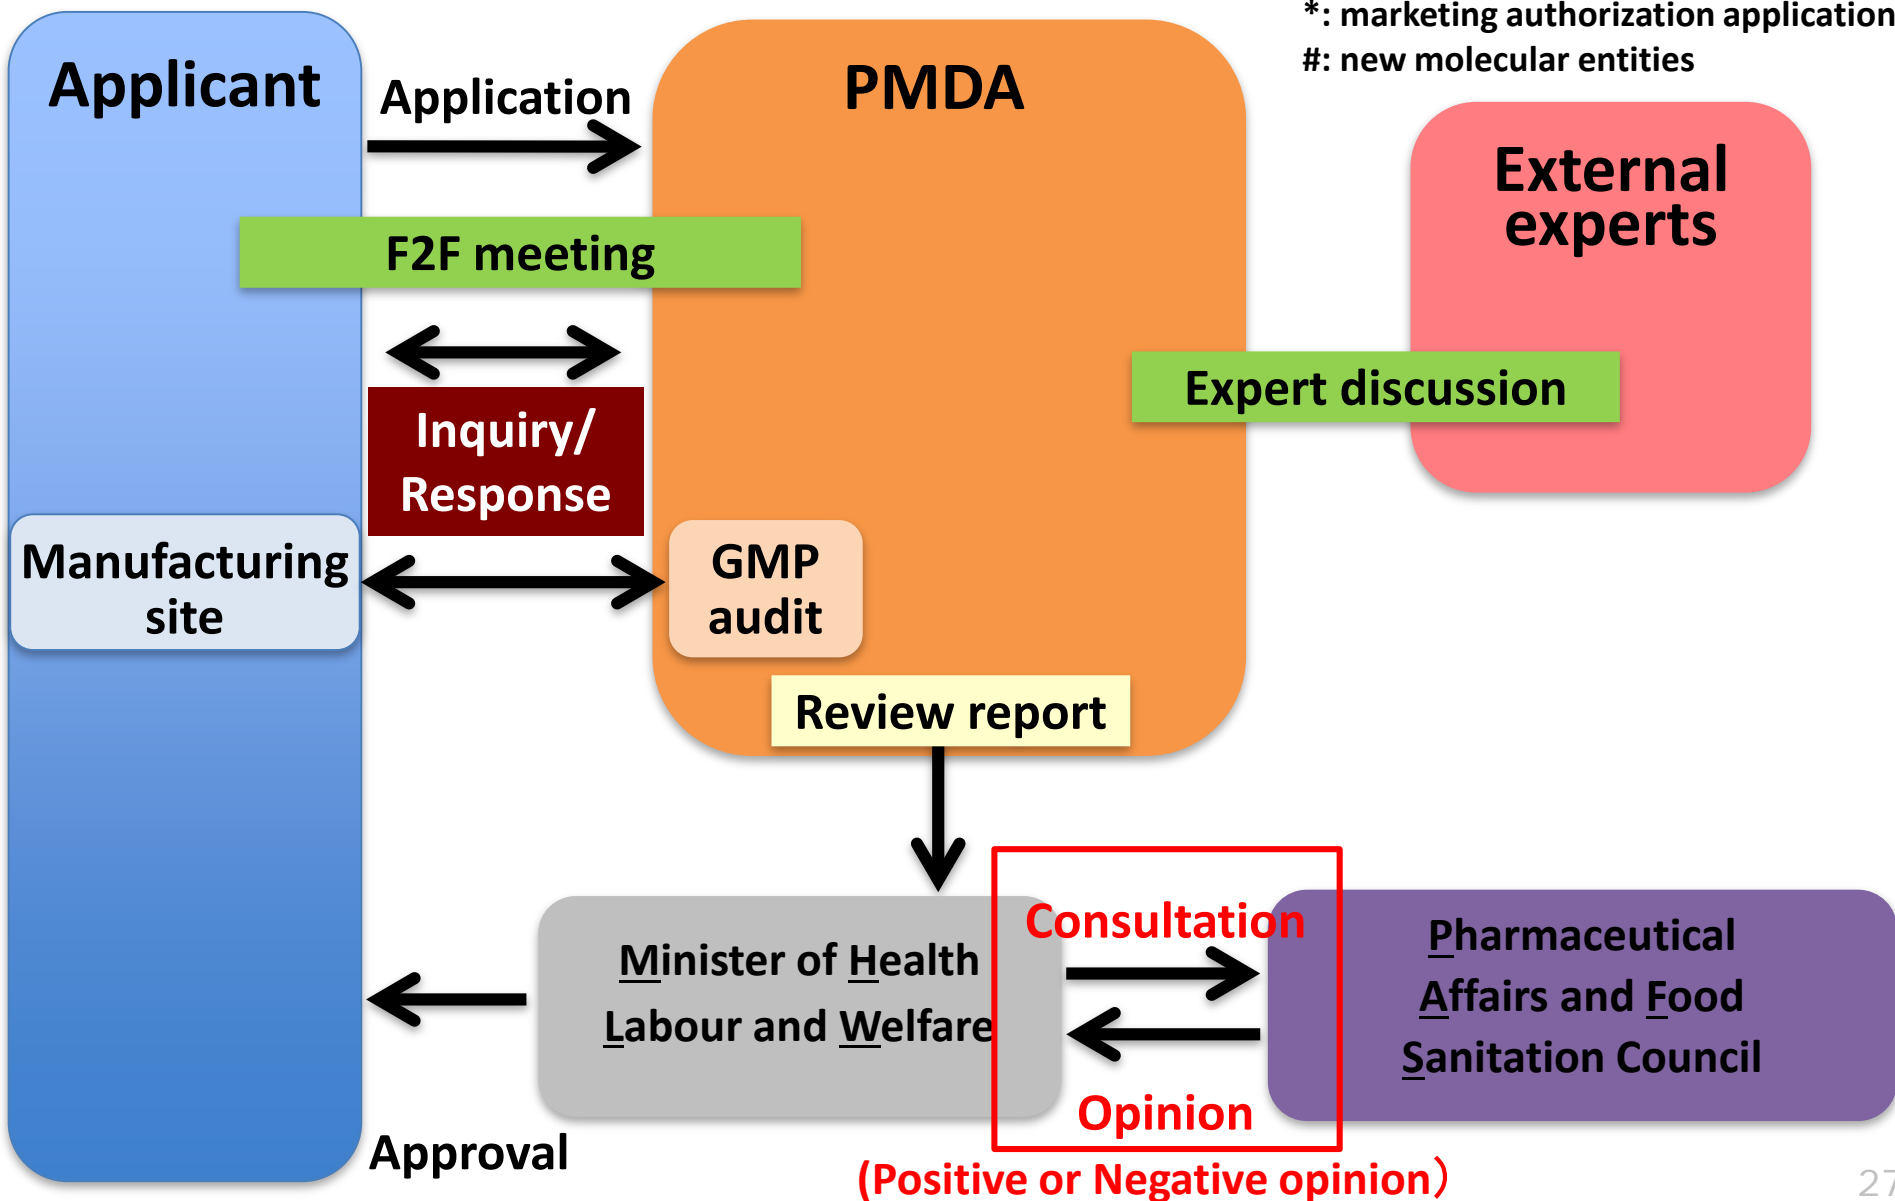 *: marketing authorization application
#: new molecular entities
Applicant
Application
PMDA
External
experts
F2F meeting
Expert discussion
Inquiry/
Response
Manufacturing
site
GMP
audit
Review report
Consultation
Minister of Health
Labour and Welfare
Pharmaceutical
Affairs and Food
Sanitation Council
Opinion
Approval
(Positive or Negative opinion）
27